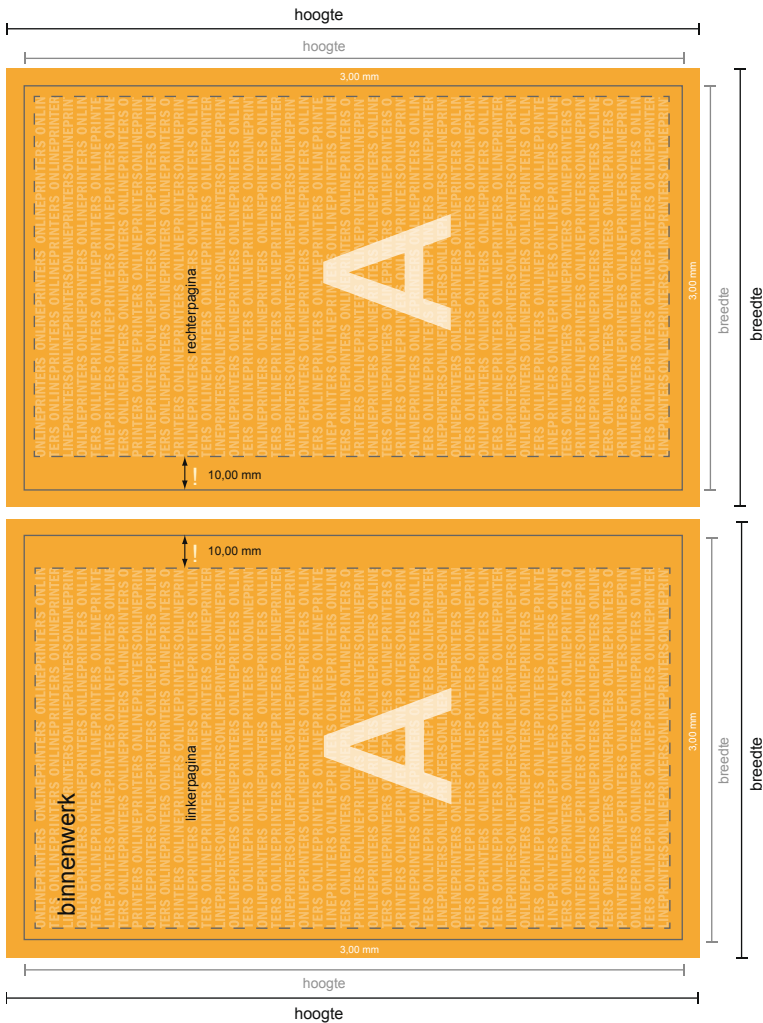 hoogte
hoogte
3,00 mm
rechterpagina
A
3,00 mm
breedte
breedte
! 10,00 mm
! 10,00 mm
binnenwerk
linkerpagina
A
3,00 mm
breedte
breedte
3,00 mm
hoogte
hoogte